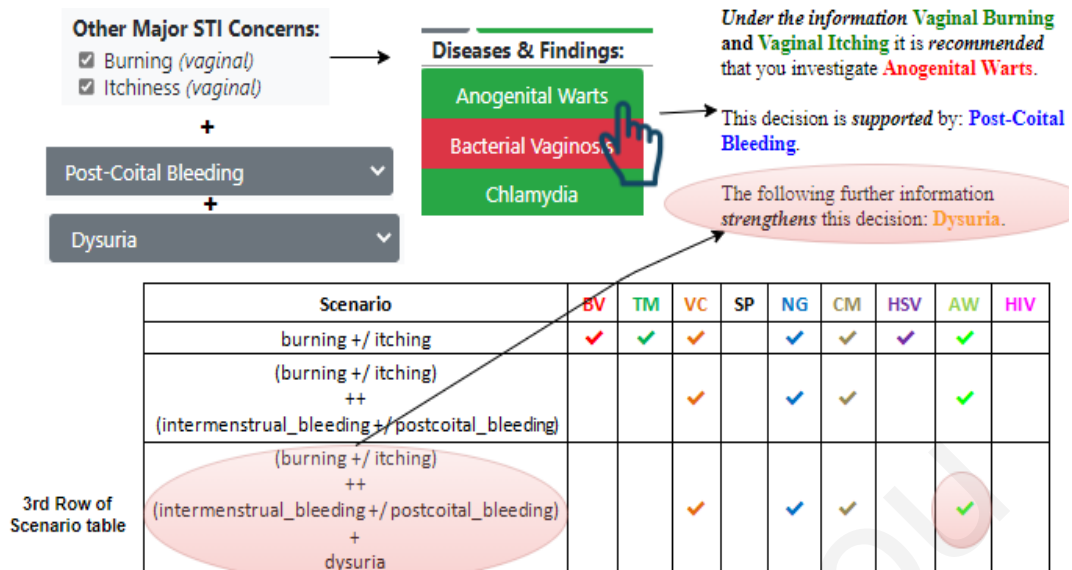 Other Major STI Concerns:
Burning (vaginal)
Itchiness (vaginal)
+
Post-Coital Bleeding
+
Dysuria
Diseases & Findings:
Anogenital Warts
Bacterial Vaginosis
Chlamydia
Under the information Vaginal Burning
and Vaginal Itching it is recommended
that you investigate Anogenital Warts.
This decision is supported by: Post-Coital
Bleeding.
The following further information
strengthens this decision: Dysuria.
Scenario BV TM VC SP NG CM HSV AW HIV
burning +/ itching ✓ ✓ ✓ ✓ ✓ ✓ ✓
(burning +/ itching)
++
(intermenstrual_bleeding +/ postcoital_bleeding) ✓ ✓ ✓ ✓
3rd Row of
Scenario table
(burning +/ itching)
++
(intermenstrual_bleeding +/ postcoital_bleeding) ✓ ✓ ✓ ✓
+
dysuria